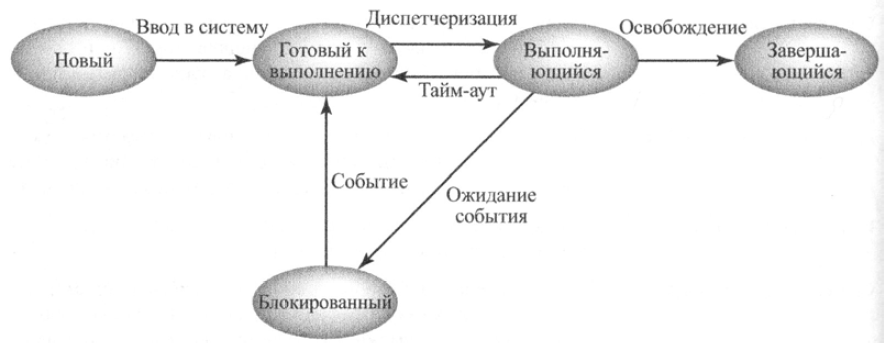 Ввод в систему
Диспетчеризация
Освобождение
Новый
Готовый к
выполнению
Выполня-
ющийся
Заверша-
ющийся
Тайм-аут
Событие
Ожидание
события
Блокированный